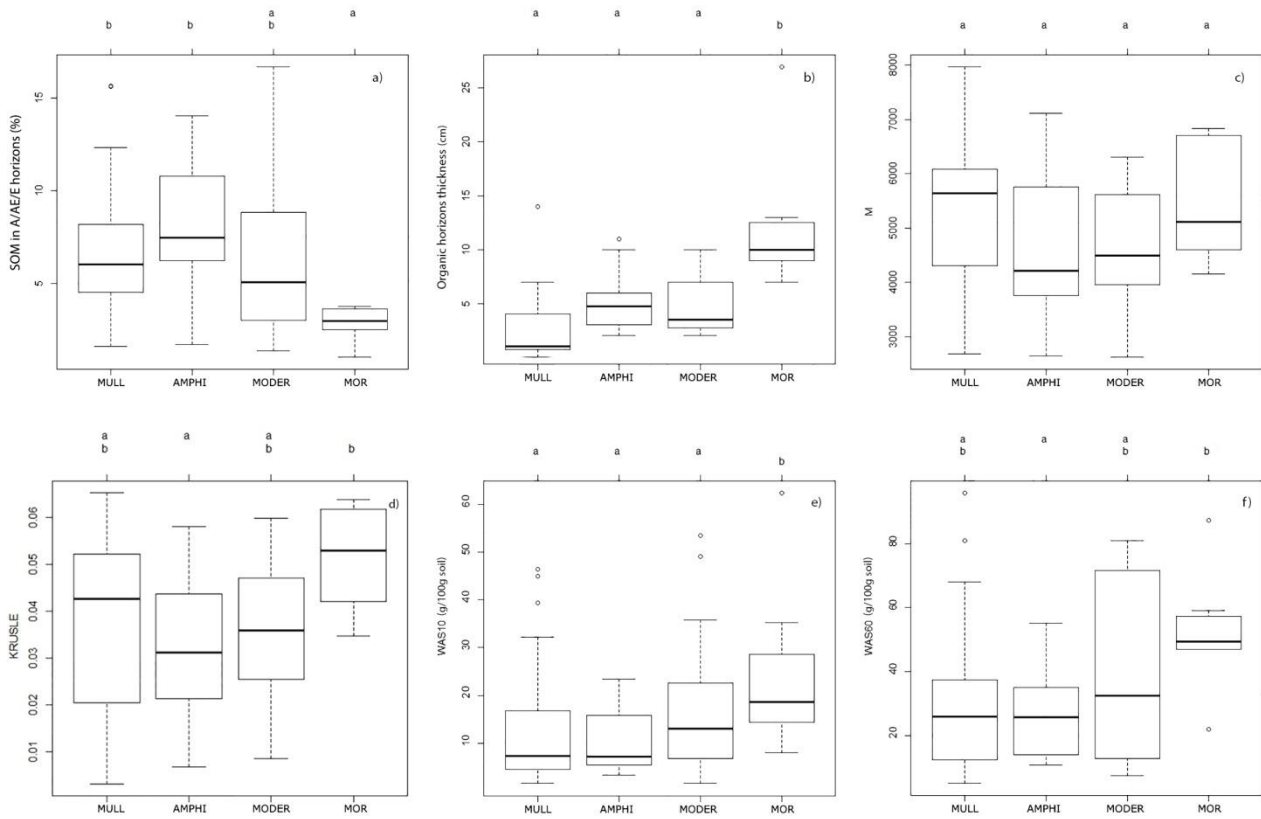 a a
b b b
a)
SOM in A/AE/E horizons (%)
15
10
5
MULL AMPHI MODER MOR
a a a a
b)
Organic horizons thickness (cm)
25
20
15
10
5
MULL AMPHI MODER MOR
a a a a
c)
M
8000
7000
6000
5000
4000
3000
MULL AMPHI MODER MOR
a a a
b b b
d)
KRUSLE
0.06
0.05
0.04
0.03
0.02
0.01
MULL AMPHI MODER MOR
a a a
b
e)
WAS10 (g/100g soil)
60
50
40
30
20
10
MULL AMPHI MODER MOR
a a a
b b b
f)
WAS60 (g/100g soil)
80
60
40
20
MULL AMPHI MODER MOR